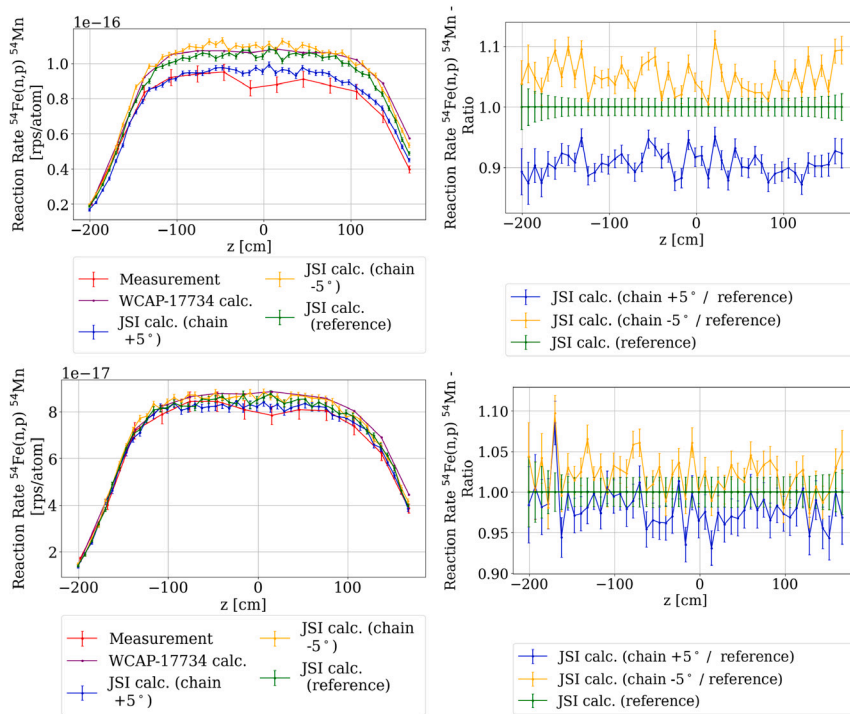 1e−16
Reaction Rate ⁵⁴Fe(n,p) ⁵⁴Mn
[rps/atom]
1.0
0.8
0.6
0.4
0.2
−200
−100
0
100
z [cm]
Measurement
WCAP-17734 calc.
JSI calc. (chain
+5°)
JSI calc. (chain
-5°)
JSI calc.
(reference)
Reaction Rate ⁵⁴Fe(n,p) ⁵⁴Mn -
Ratio
1.1
1.0
0.9
−200
−100
0
100
z [cm]
JSI calc. (chain +5° / reference)
JSI calc. (chain -5° / reference)
JSI calc. (reference)
1e−17
Reaction Rate ⁵⁴Fe(n,p) ⁵⁴Mn
[rps/atom]
8
6
4
2
−200
−100
0
100
z [cm]
Measurement
WCAP-17734 calc.
JSI calc. (chain
+5°)
JSI calc. (chain
-5°)
JSI calc.
(reference)
Reaction Rate ⁵⁴Fe(n,p) ⁵⁴Mn -
Ratio
1.10
1.05
1.00
0.95
0.90
−200
−100
0
100
z [cm]
JSI calc. (chain +5° / reference)
JSI calc. (chain -5° / reference)
JSI calc. (reference)